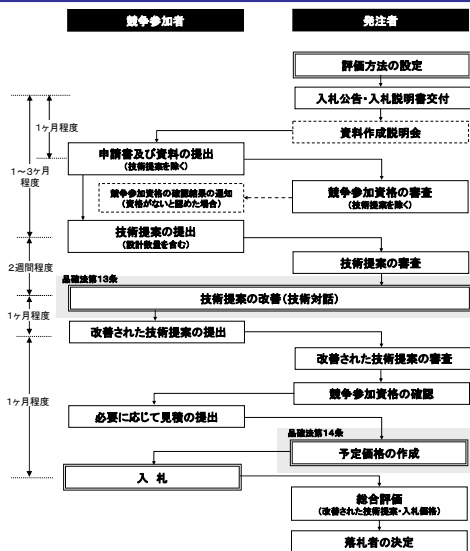 競争参加者
発注者
評価方法の設定
入札公告・入札説明書交付
1ヶ月程度
資料作成説明会
申請書及び資料の提出
(技術提案を除く)
1～3ヶ月
程度
競争参加資格の確認結果の通知
(資格がないと認めた場合)
競争参加資格の審査
(技術提案を除く)
技術提案の提出
(設計数量を含む)
2週間程度
技術提案の審査
品確法第13条
技術提案の改善(技術対話)
1ヶ月程度
改善された技術提案の提出
改善された技術提案の審査
競争参加資格の確認
1ヶ月程度
必要に応じて見積の提出
品確法第14条
予定価格の作成
入 札
総合評価
(改善された技術提案・入札価格)
落札者の決定